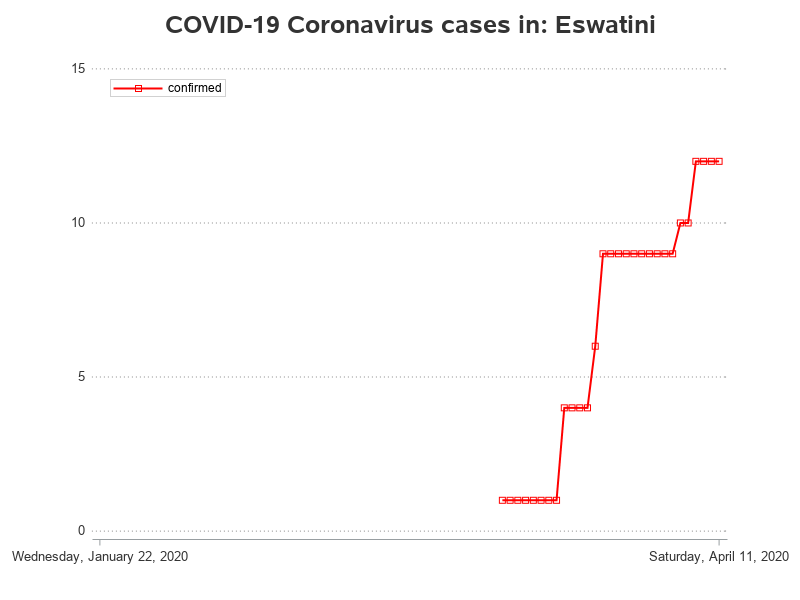 COVID-19 Coronavirus cases in: Eswatini
15
confirmed
10
5
0
Wednesday, January 22, 2020
Saturday, April 11, 2020